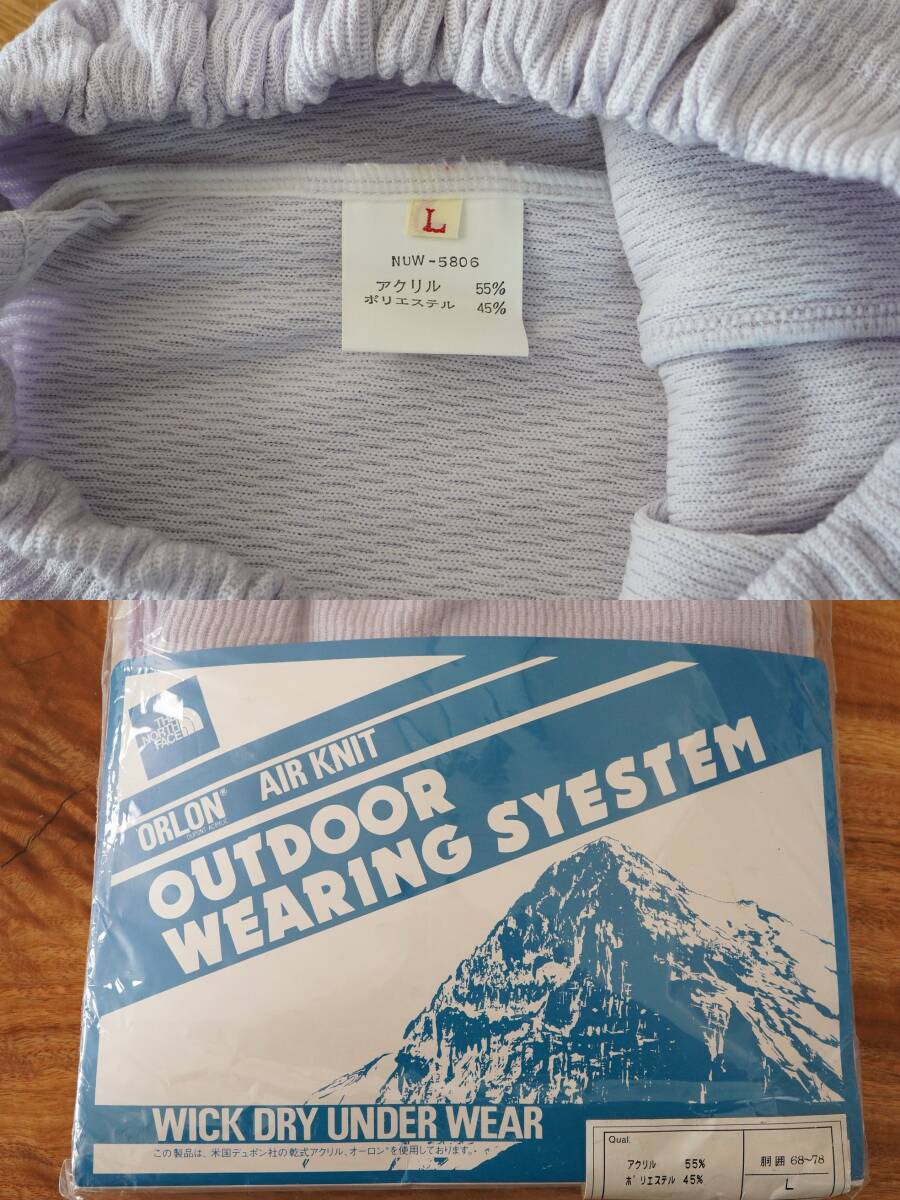 L
NUW-5806
アクリル 55%
ポリエステル 45%
THE
NORTH
FACE
ORLON® AIR KNIT
DUPONT ACRYLIC
OUTDOOR
WEARING SYESTEM
WICK DRY UNDER WEAR
この製品は、米国デュポン社の乾式アクリル、オーロン®を使用しております。
Qual.
アクリル 55%
ポリエステル 45%
胴囲 68~78
L